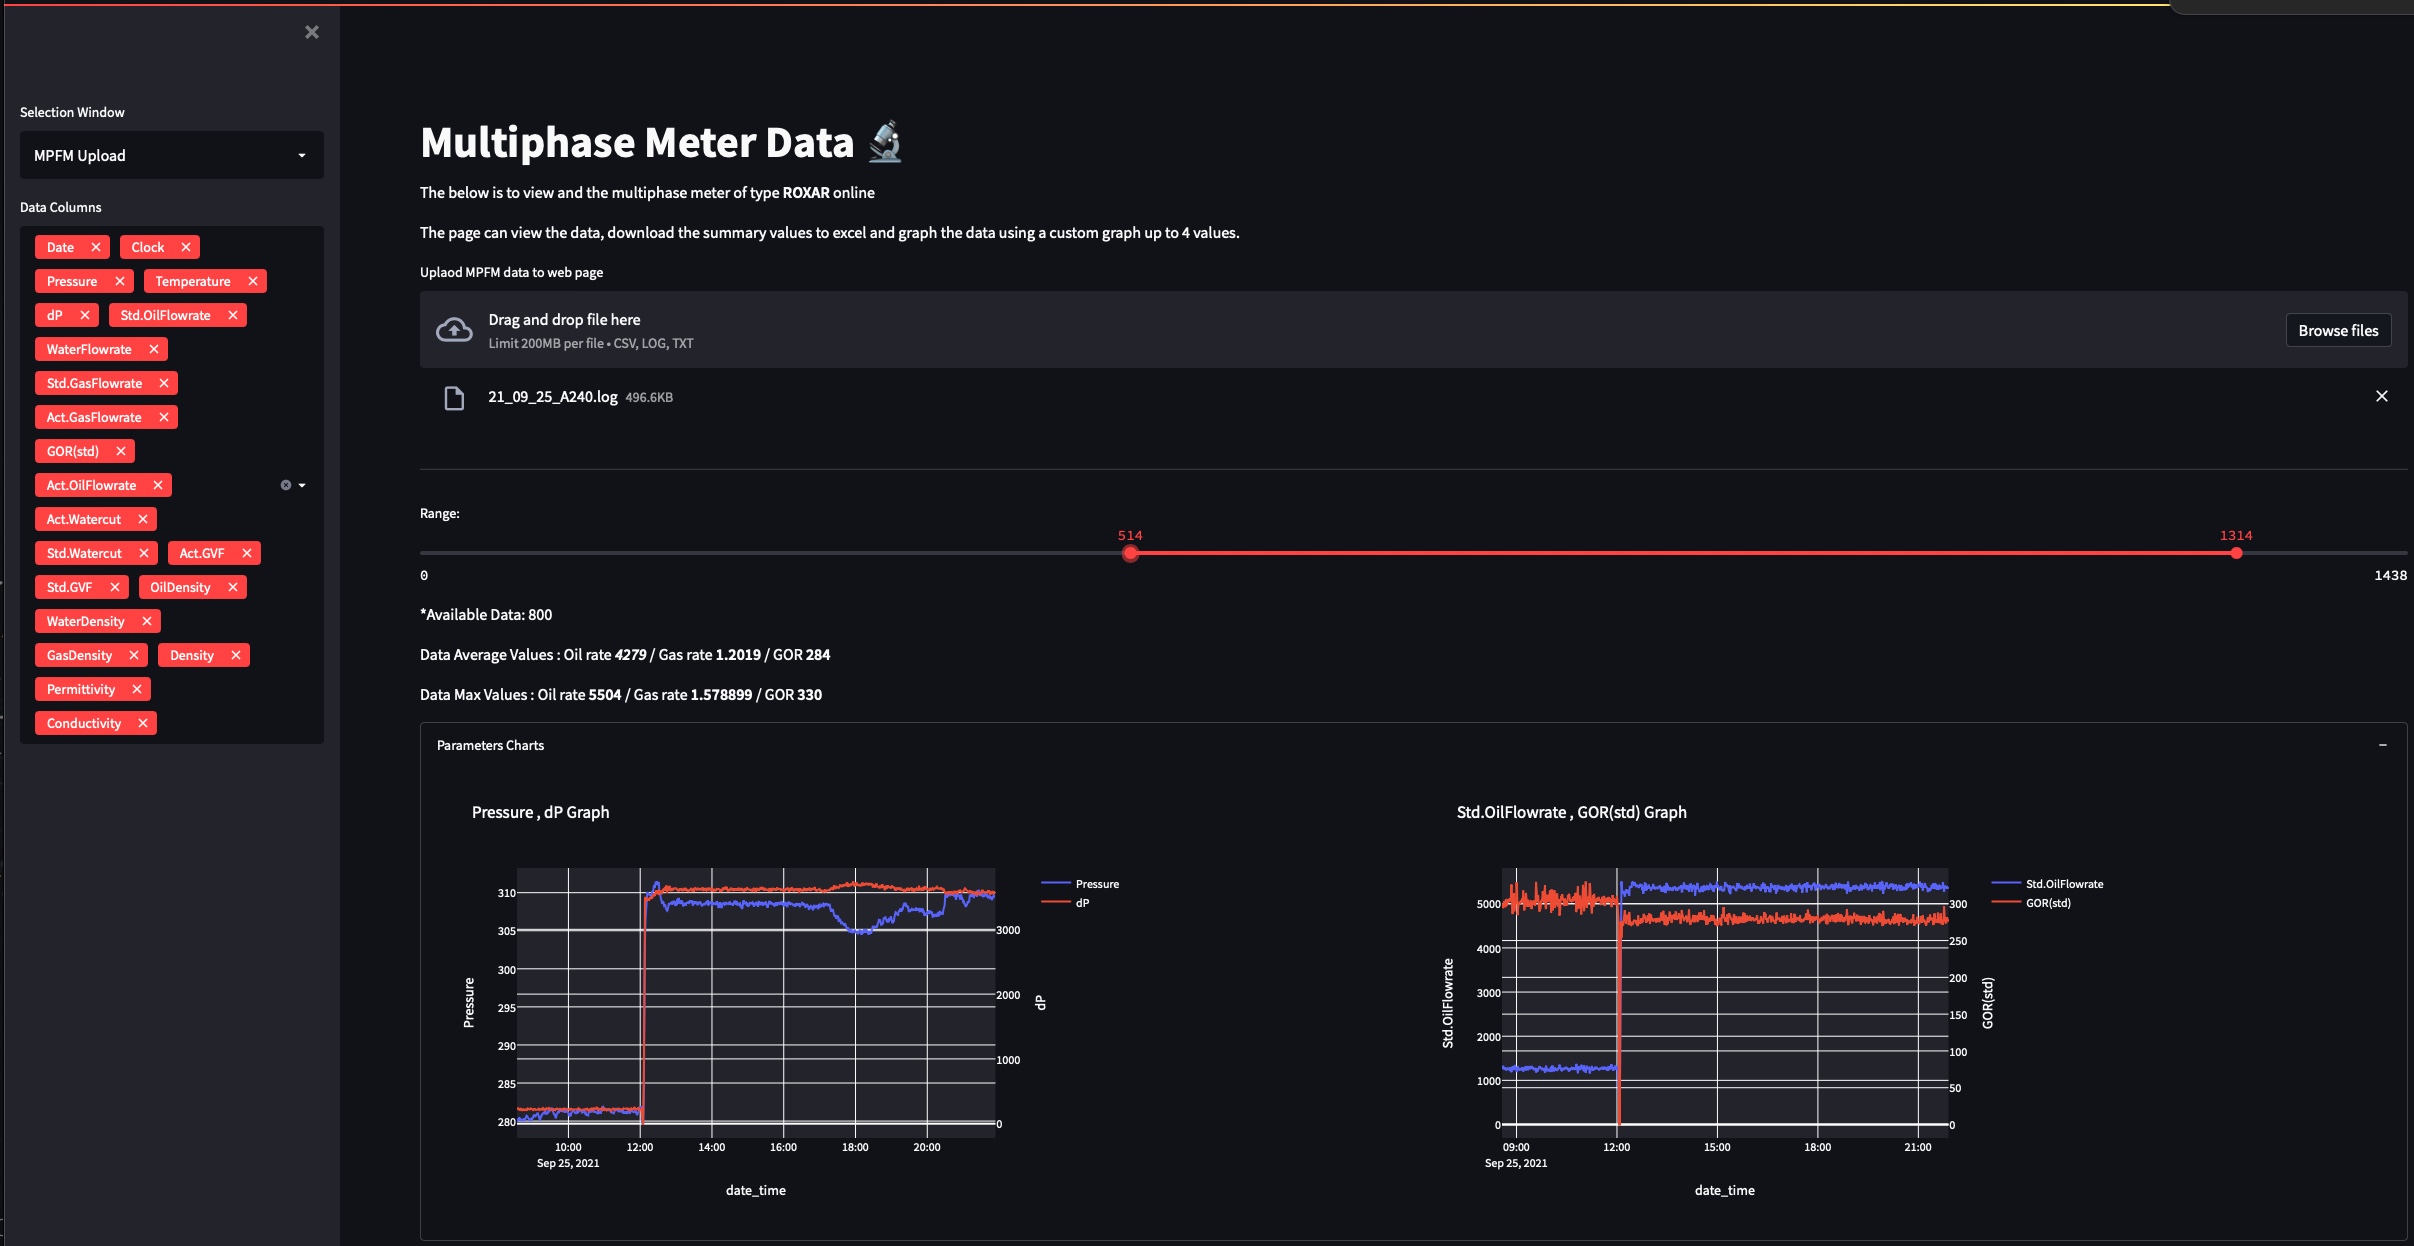 Selection Window
MPFM Upload
Data Columns
Date Clock
Pressure Temperature
dP Std.OilFlowrate
WaterFlowrate
Std.GasFlowrate
Act.GasFlowrate
GOR(std)
Act.OilFlowrate
Act.Watercut
Std.Watercut Act.GVF
Std.GVF OilDensity
WaterDensity
GasDensity Density
Permittivity
Conductivity
Multiphase Meter Data
The below is to view and the multiphase meter of type ROXAR online
The page can view the data, download the summary values to excel and graph the data using a custom graph up to 4 values.
Uplaod MPFM data to web page
Drag and drop file here
Limit 200MB per file • CSV, LOG, TXT
Browse files
21_09_25_A240.log 496.6KB
Range:
514 1314
0 1438
*Available Data: 800
Data Average Values : Oil rate 4279 / Gas rate 1.2019 / GOR 284
Data Max Values : Oil rate 5504 / Gas rate 1.578899 / GOR 330
Parameters Charts
Pressure , dP Graph
Pressure
dP
310
305
300
295
290
285
280
Pressure
3000
2000
1000
0
dP
10:00 12:00 14:00 16:00 18:00 20:00
Sep 25, 2021
date_time
Std.OilFlowrate , GOR(std) Graph
Std.OilFlowrate
GOR(std)
5000
4000
3000
2000
1000
0
Std.OilFlowrate
300
250
200
150
100
50
0
GOR(std)
09:00 12:00 15:00 18:00 21:00
Sep 25, 2021
date_time